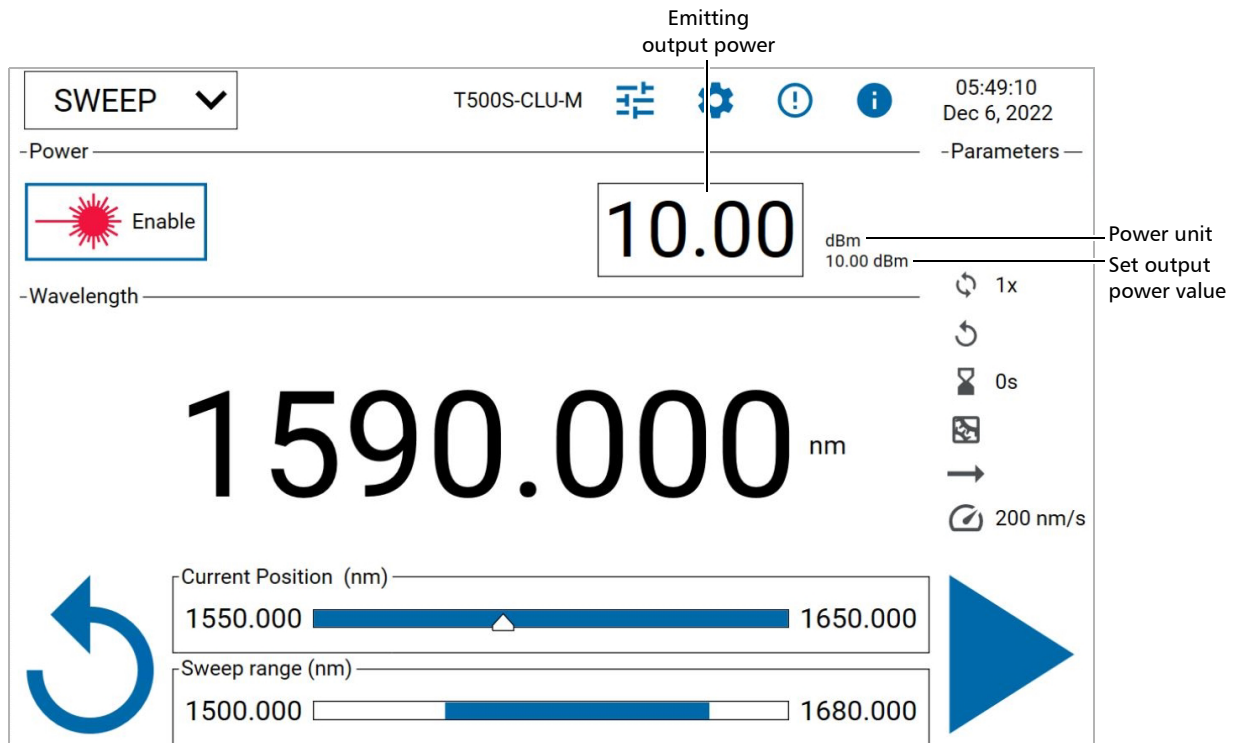 Emitting
output power
SWEEP
T500S-CLU-M
05:49:10
Dec 6, 2022
Power
Parameters
Enable
10.00
dBm
10.00 dBm
Power unit
Set output
power value
Wavelength
1x
0s
1590.000 nm
200 nm/s
Current Position (nm)
1550.000 1650.000
Sweep range (nm)
1500.000 1680.000